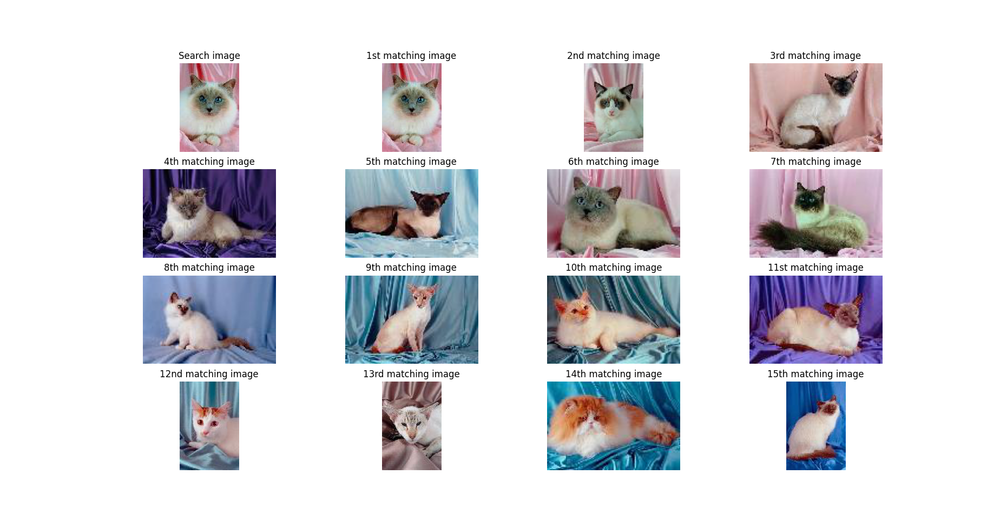 Search image
1st matching image
2nd matching image
3rd matching image
4th matching image
5th matching image
6th matching image
7th matching image
8th matching image
9th matching image
10th matching image
11st matching image
12nd matching image
13rd matching image
14th matching image
15th matching image